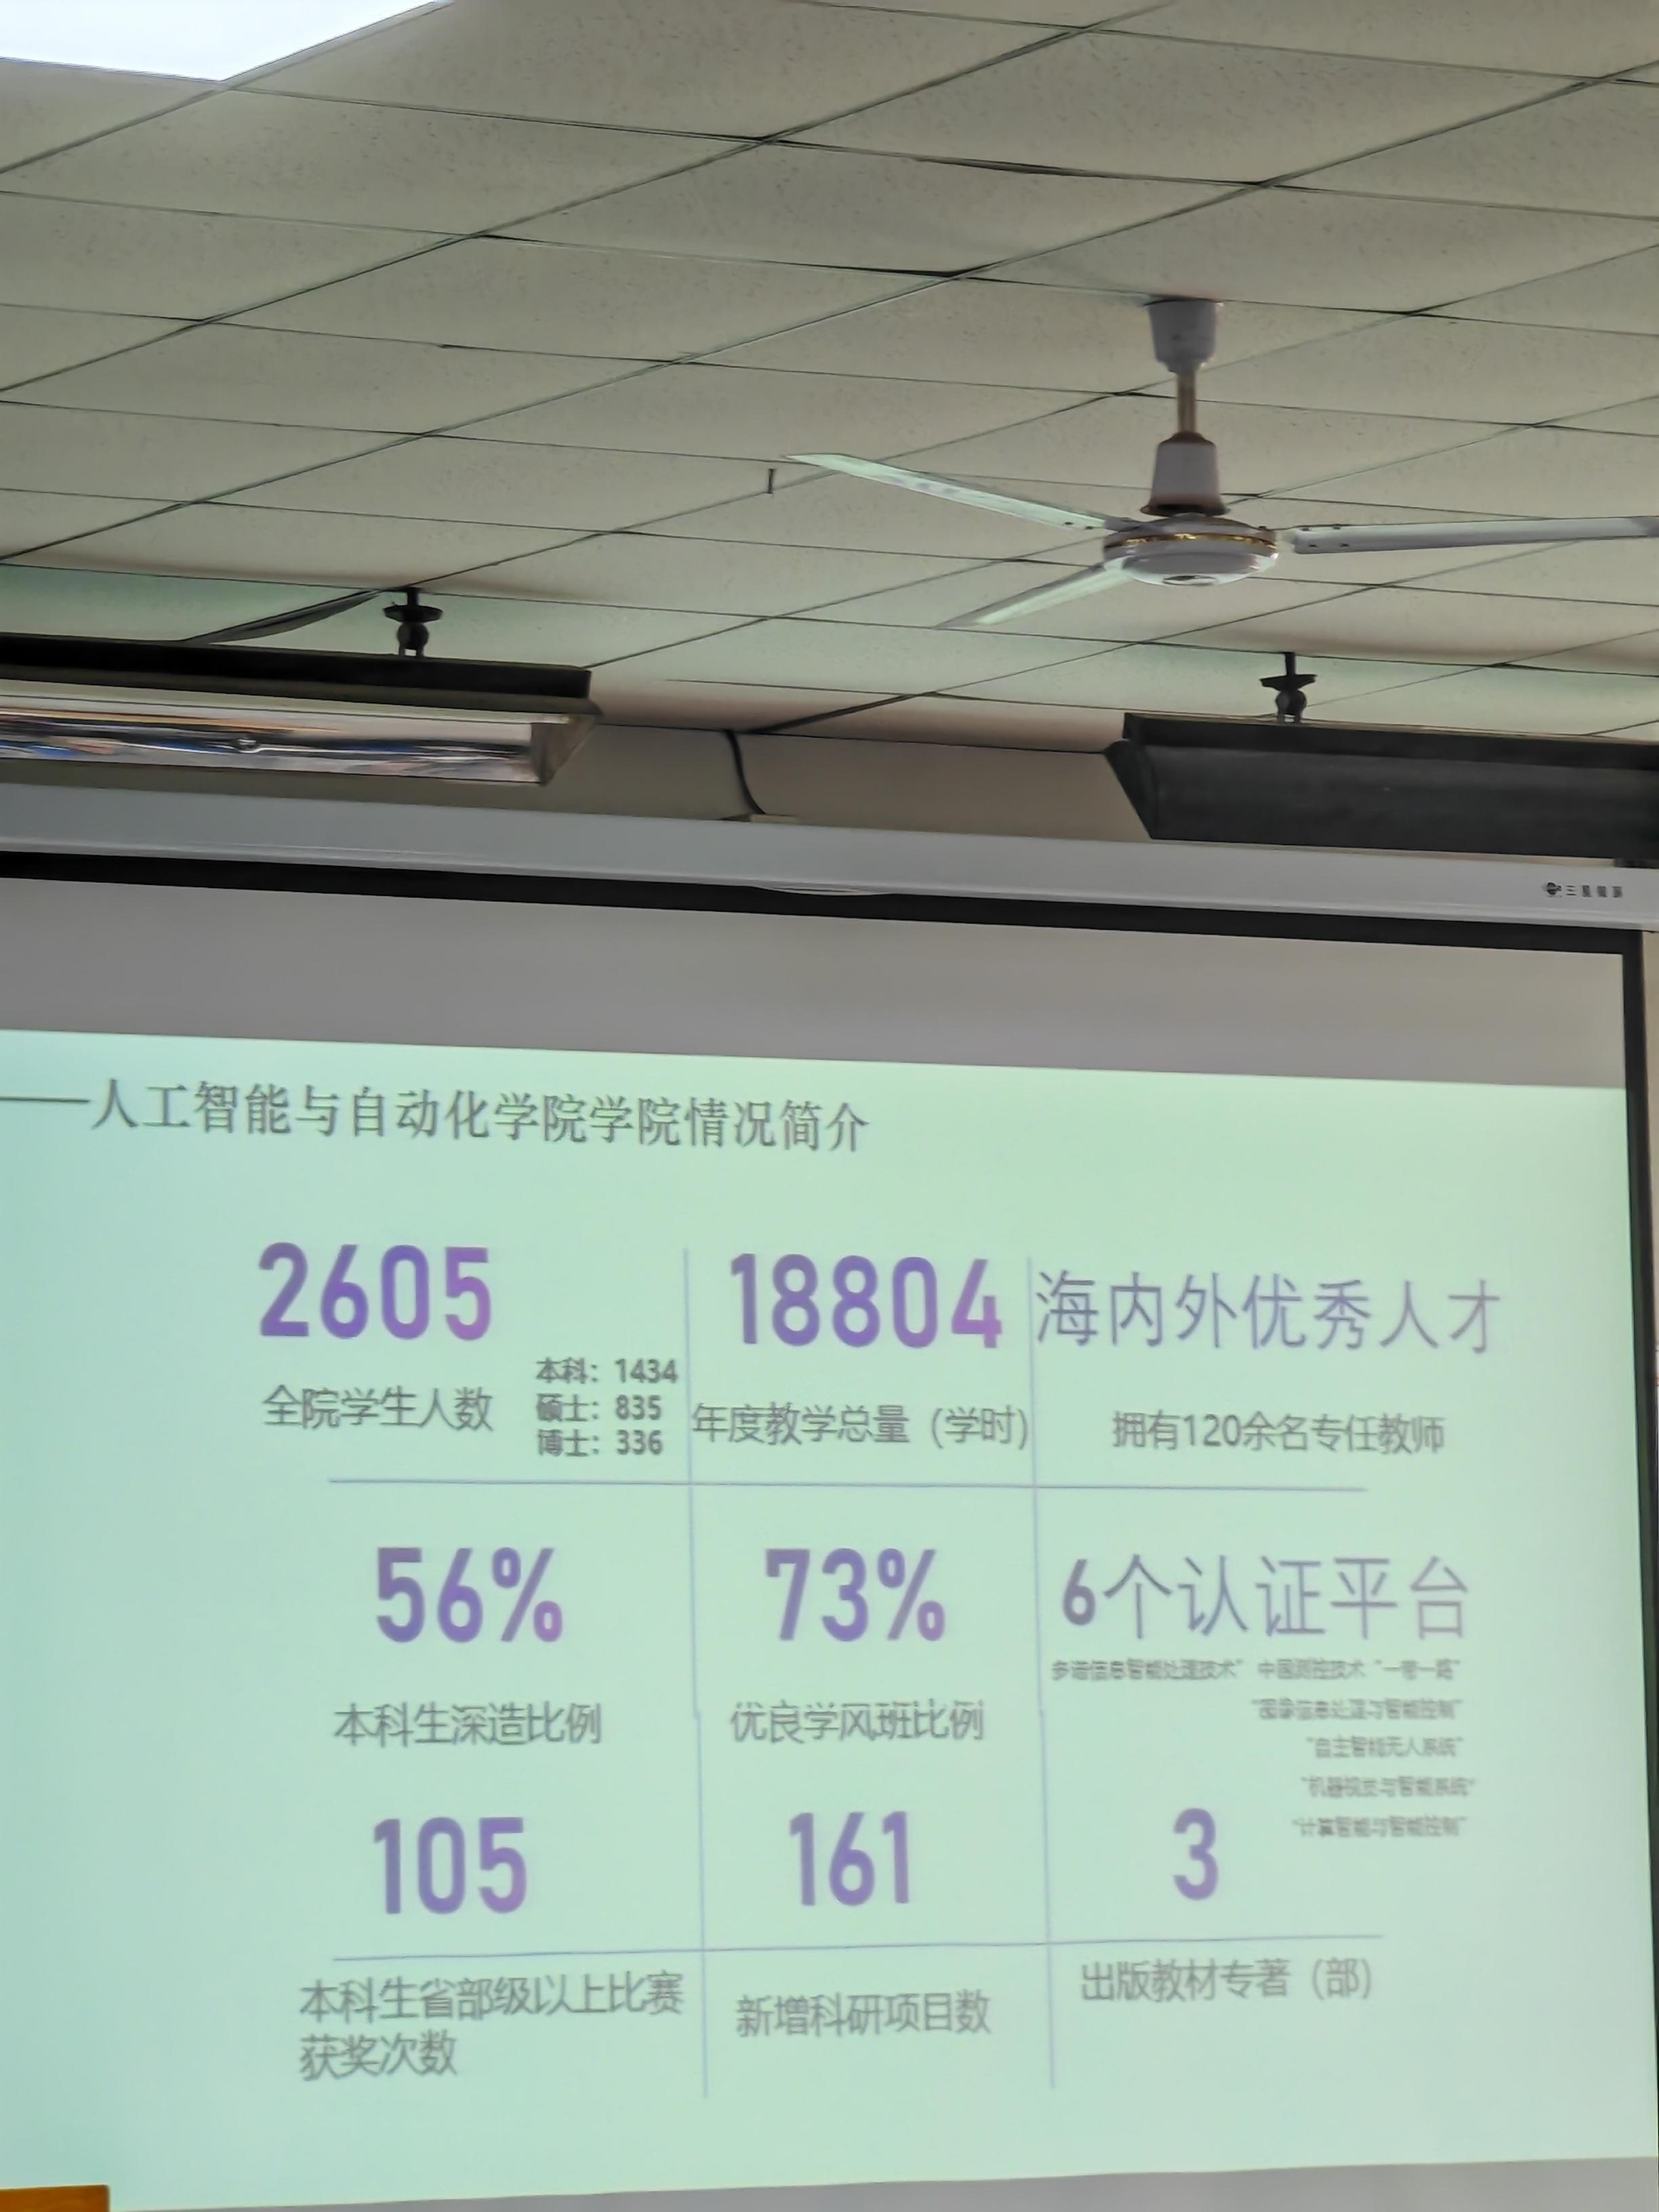 ——人工智能与自动化学院学院情况简介
2605
全院学生人数
本科：1434
硕士：835
博士：336
18804
年度教学总量（学时）
海内外优秀人才
拥有120余名专任教师
56%
本科生深造比例
73%
优良学风班比例
6个认证平台
多谱信息智能处理技术” 中国测控技术“一带一路”
“图像信息处理与智能控制”
“自主智能无人系统”
“机器视觉与智能系统”
“计算智能与智能控制”
105
本科生省部级以上比赛
获奖次数
161
新增科研项目数
3
出版教材专著（部）